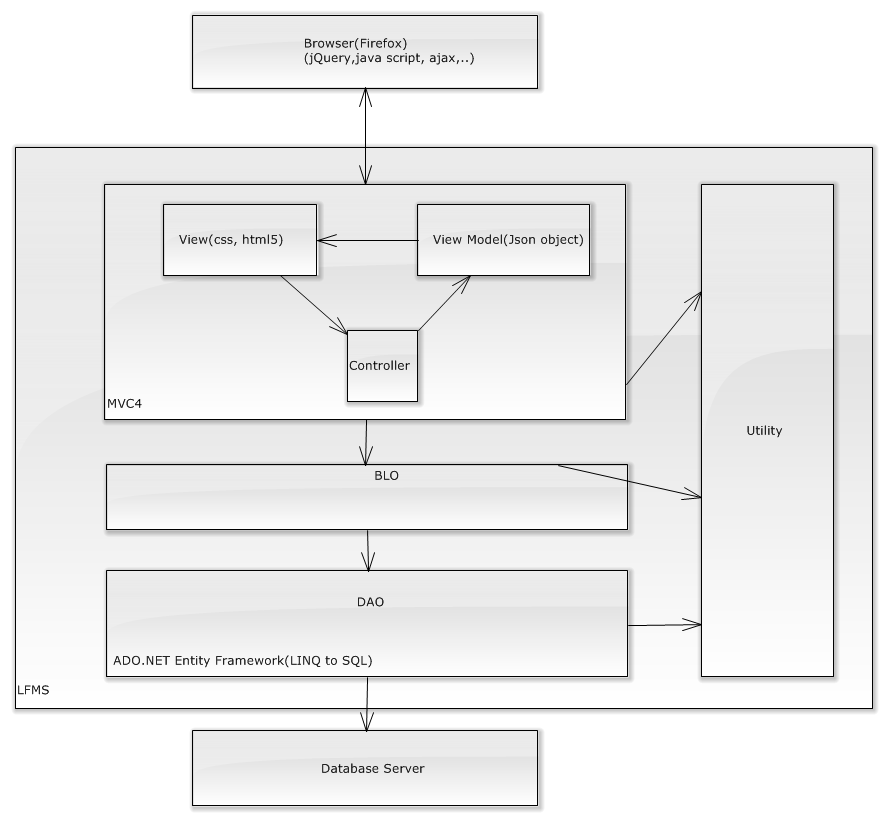 Browser(Firefox)
(jQuery,java script, ajax,..)
View(css, html5)
View Model(Json object)
Controller
MVC4
Utility
BLO
DAO
ADO.NET Entity Framework(LINQ to SQL)
LFMS
Database Server